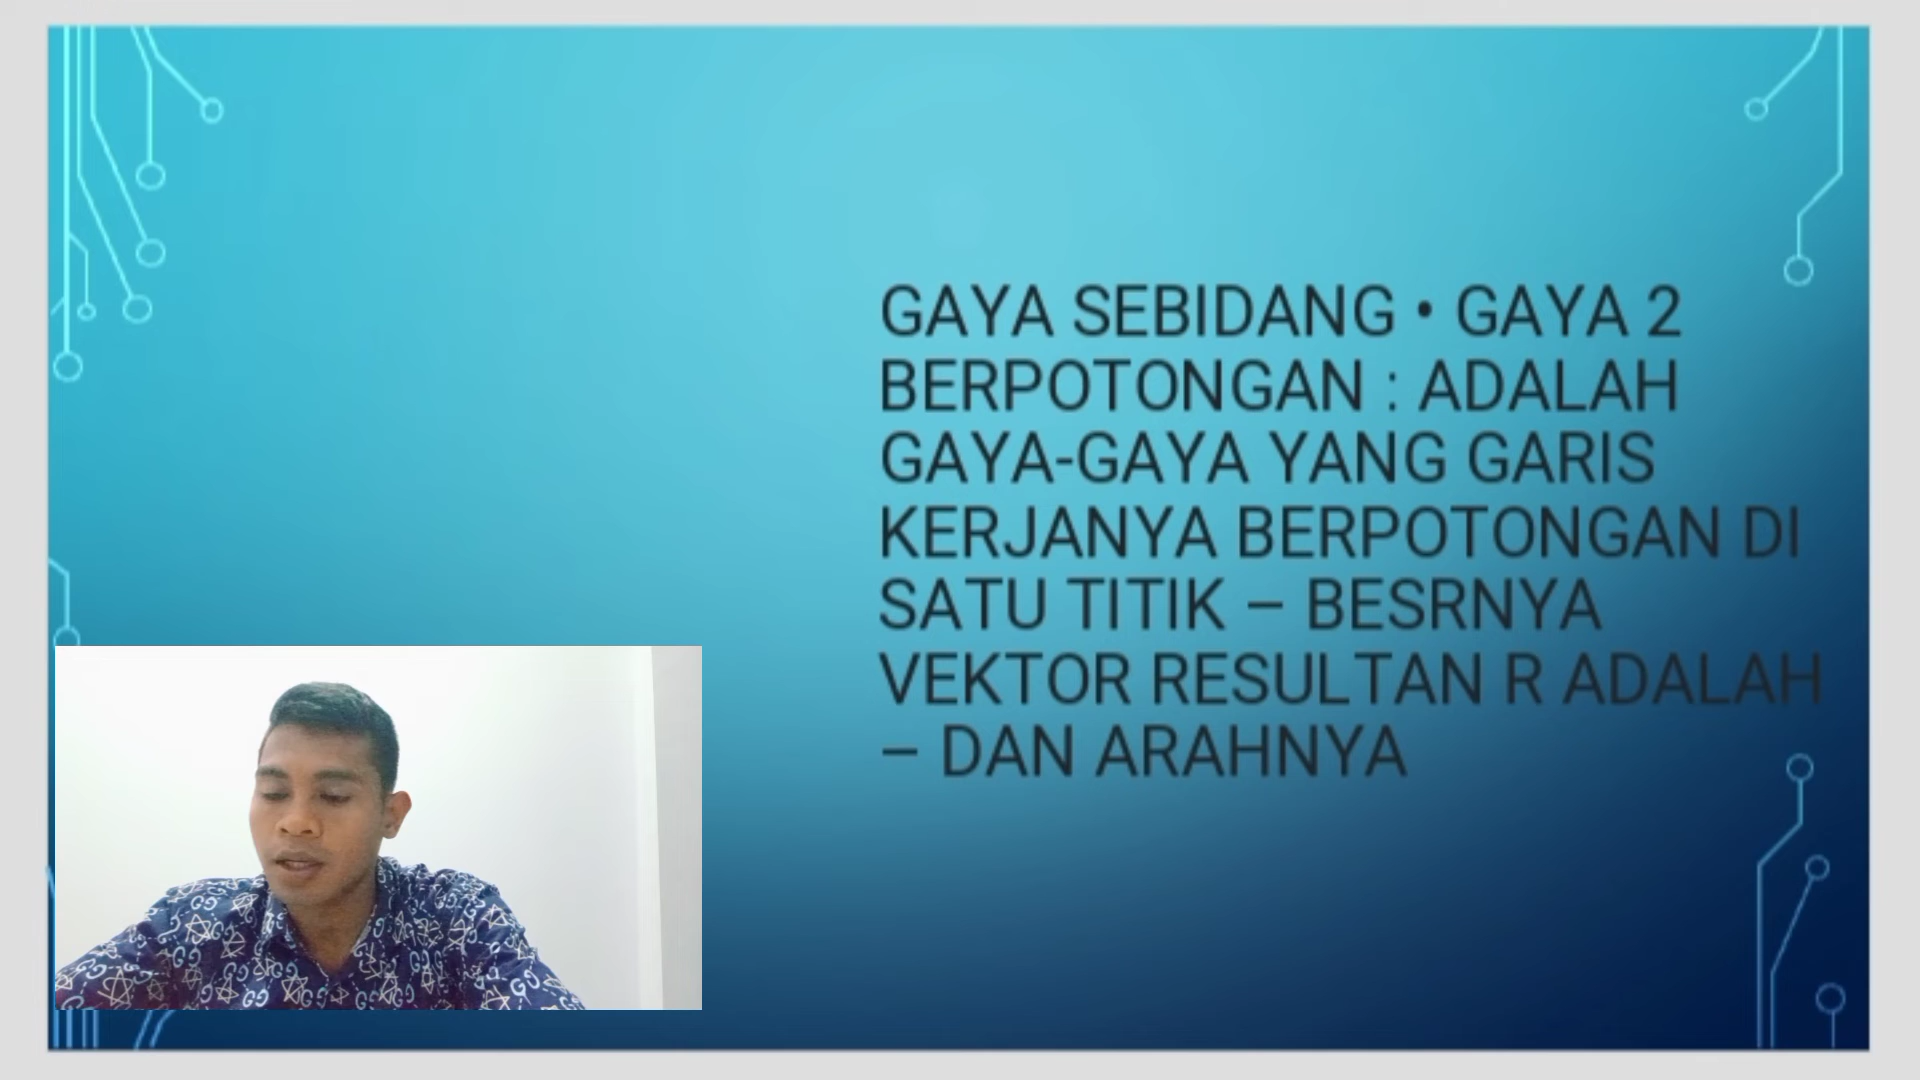 GAYA SEBIDANG • GAYA 2
BERPOTONGAN : ADALAH
GAYA-GAYA YANG GARIS
KERJANYA BERPOTONGAN DI
SATU TITIK – BESRNYA
VEKTOR RESULTAN R ADALAH
– DAN ARAHNYA